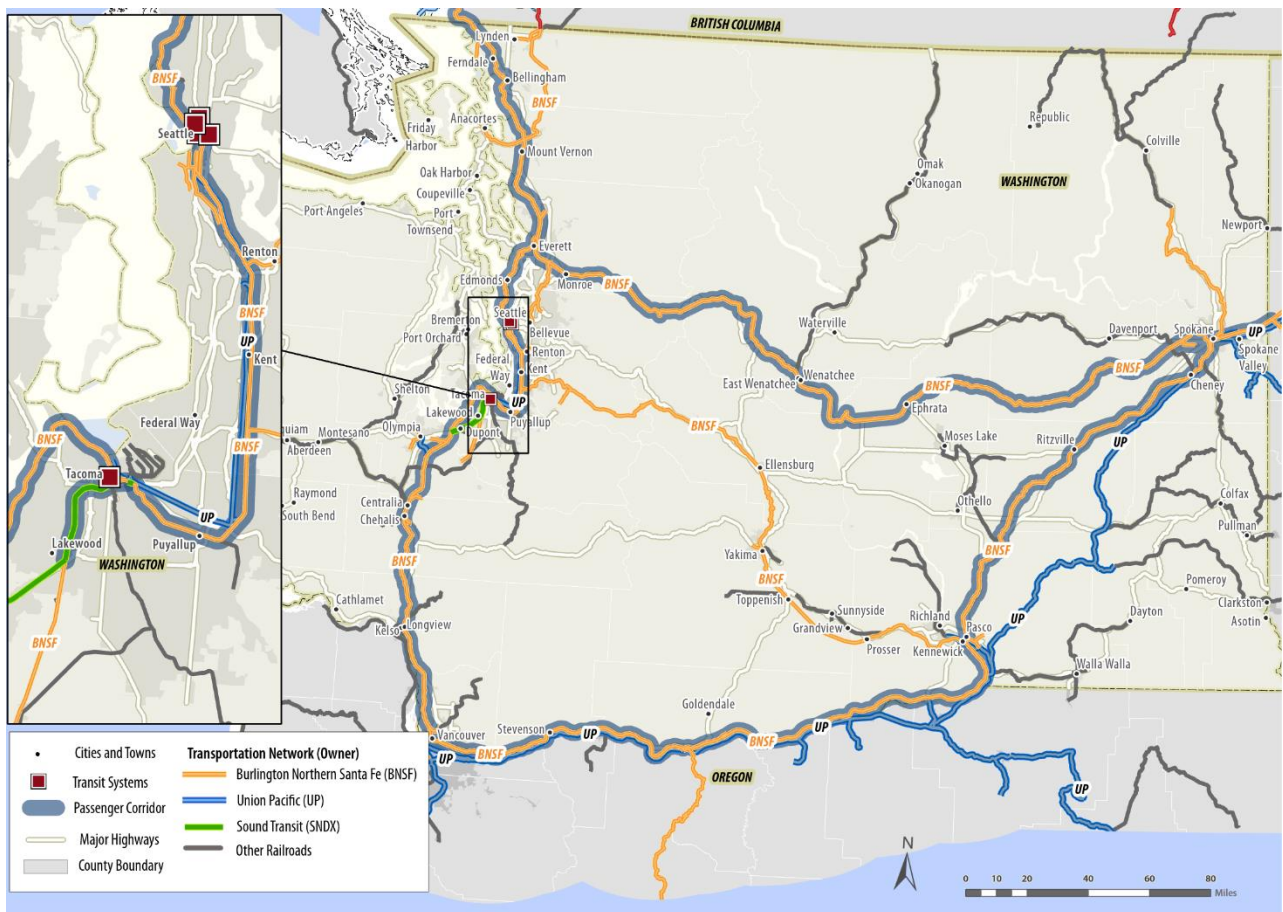 BRITISH COLUMBIA
Lynden
Ferndale
BNSF
BNSF
Bellingham
Republic
Friday
Harbor
Anacortes
Colville
Seattle
Mount Vernon
Omak
Okanogan
WASHINGTON
Oak Harbor
Coupeville
Port Angeles
Port
Townsend
Newport
Everett
Renton
Edmonds
Monroe
BNSF
BNSF
Seattle
Bremerton
Bellevue
Waterville
Davenport
Spokane
UP
UP
Port Orchard
Renton
Spokane
Valley
Kent
Federal
Way
Kent
East Wenatchee
Wenatchee
BNSF
BNSF
Cheney
Shelton
Tacoma
UP
Federal Way
Lakewood
Puyallup
Ephrata
Olympia
Dupont
BNSF
BNSF
BNSF
quiam
Aberdeen
Montesano
Moses Lake
Ritzville
UP
Tacoma
Ellensburg
Raymond
South Bend
Centralia
Chehalis
Othello
Colfax
UP
Pullman
Puyallup
Lakewood
WASHINGTON
BNSF
Yakima
BNSF
BNSF
Pomeroy
Cathlamet
Toppenish
Sunnyside
Richland
UP
Clarkston
Longview
Kelso
Grandview
Pasco
Dayton
Asotin
BNSF
Prosser
Kennewick
Walla Walla
Goldendale
Stevenson
UP
UP
Vancouver
BNSF
BNSF
UP
OREGON
UP
Cities and Towns
Transit Systems
Passenger Corridor
Major Highways
County Boundary
Transportation Network (Owner)
Burlington Northern Santa Fe (BNSF)
Union Pacific (UP)
Sound Transit (SNDX)
Other Railroads
N
0 10 20 40 60 80
Miles